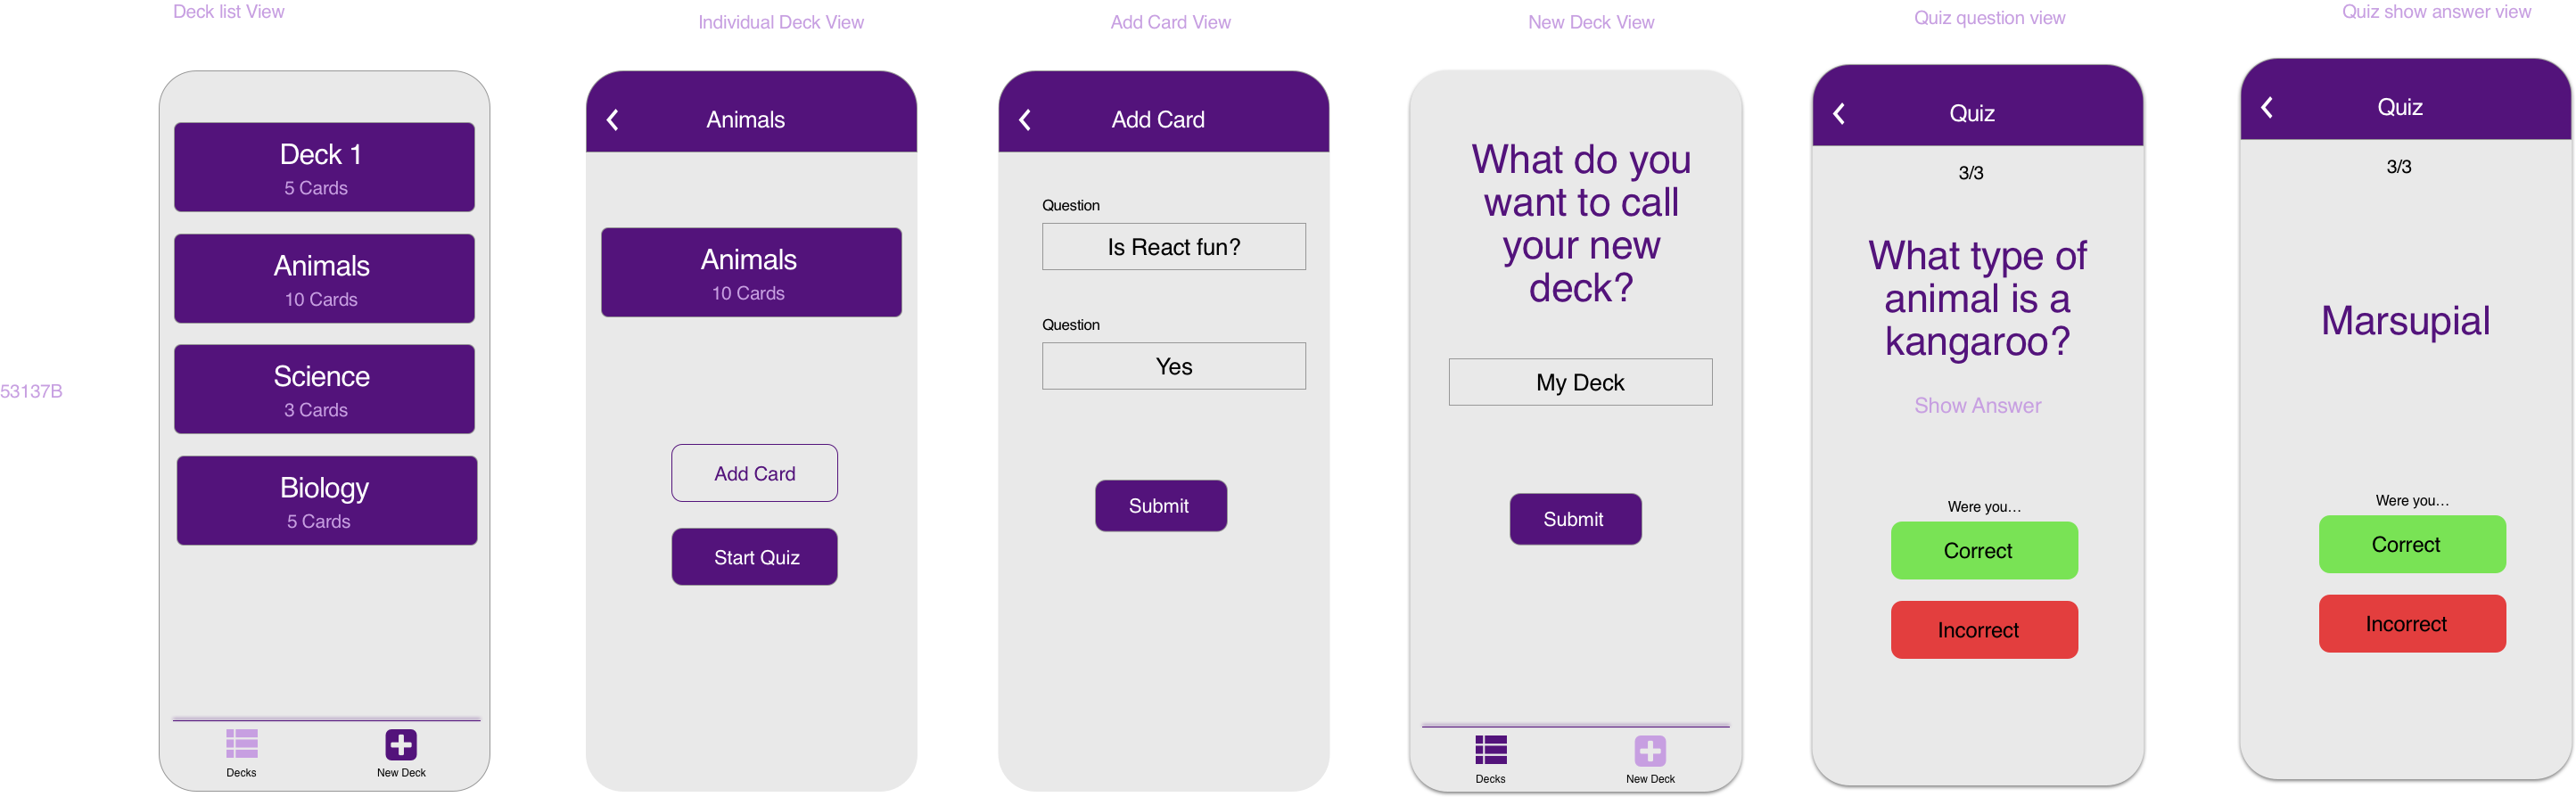 Deck list View
Individual Deck View
Add Card View
New Deck View
Quiz question view
Quiz show answer view
53137B
Deck 1
5 Cards
Animals
10 Cards
Science
3 Cards
Biology
5 Cards
Decks
New Deck
Animals
Animals
10 Cards
Add Card
Start Quiz
Add Card
Question
Is React fun?
Question
Yes
Submit
What do you
want to call
your new
deck?
My Deck
Submit
Decks
New Deck
Quiz
3/3
What type of
animal is a
kangaroo?
Show Answer
Were you...
Correct
Incorrect
Quiz
3/3
Marsupial
Were you...
Correct
Incorrect